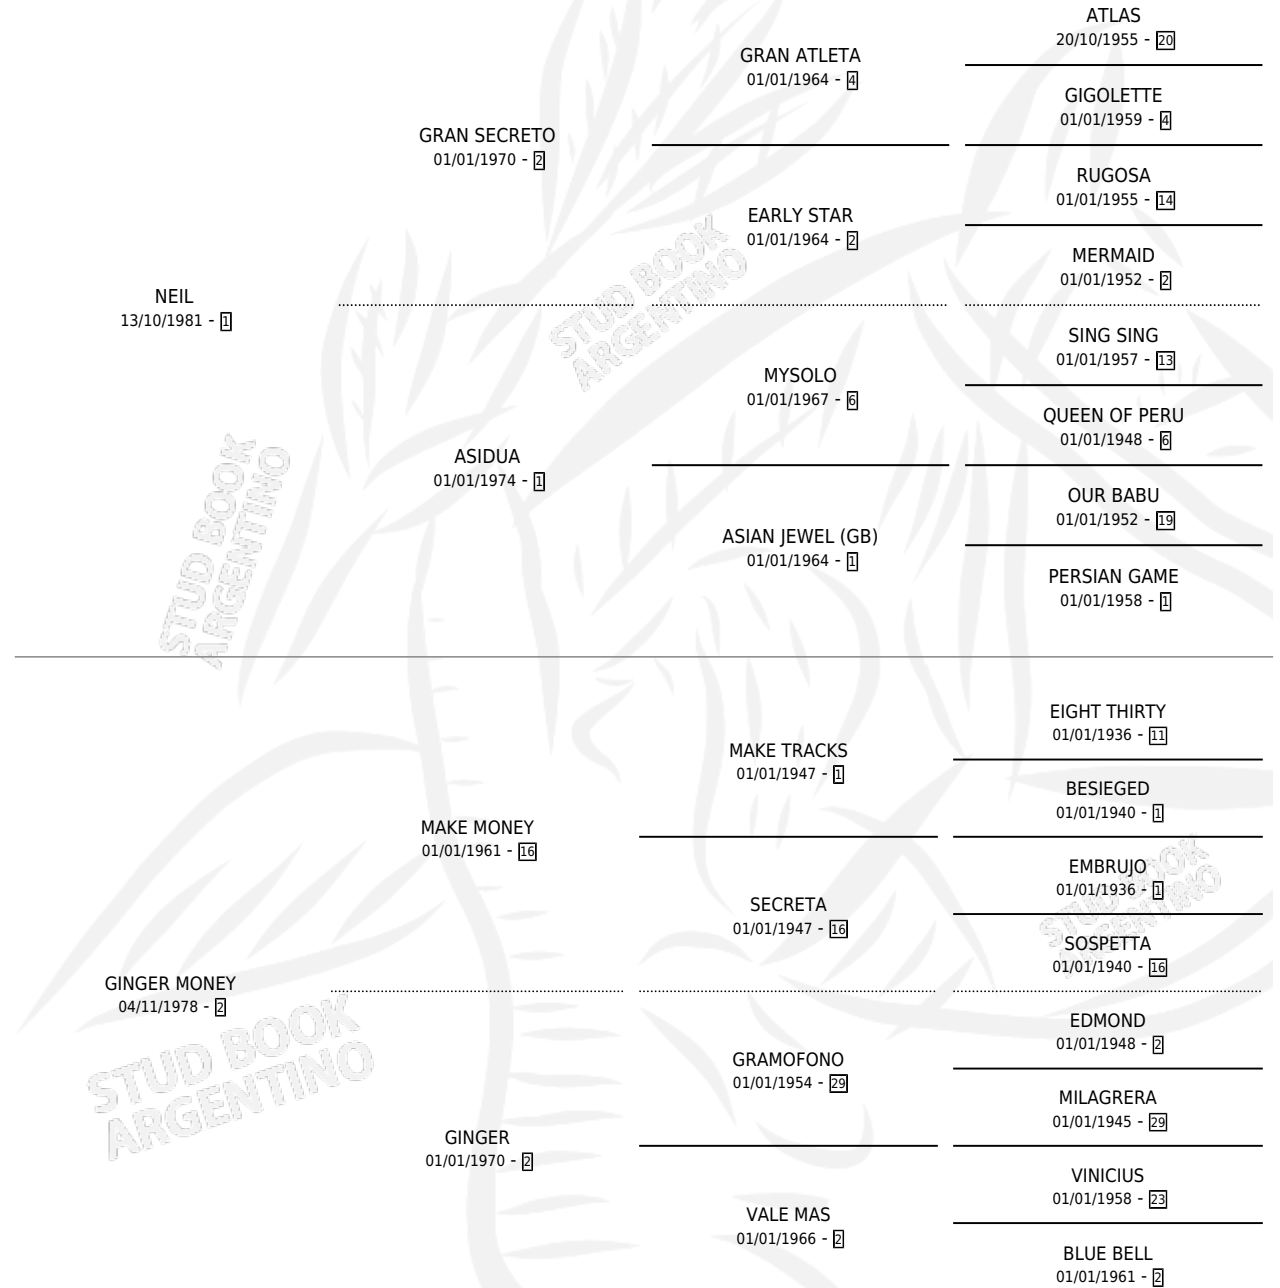 ATLAS
20/10/1955 - 20
GRAN ATLETA
01/01/1964 - 4
GIGOLETTE
01/01/1959 - 4
GRAN SECRETO
01/01/1970 - 2
RUGOSA
01/01/1955 - 14
EARLY STAR
01/01/1964 - 2
MERMAID
01/01/1952 - 2
NEIL
13/10/1981 - 1
SING SING
01/01/1957 - 13
MYSOLO
01/01/1967 - 6
QUEEN OF PERU
01/01/1948 - 6
ASIDUA
01/01/1974 - 1
OUR BABU
01/01/1952 - 19
ASIAN JEWEL (GB)
01/01/1964 - 1
PERSIAN GAME
01/01/1958 - 1
EIGHT THIRTY
01/01/1936 - 11
MAKE TRACKS
01/01/1947 - 1
BESIEGED
01/01/1940 - 1
MAKE MONEY
01/01/1961 - 16
EMBRUJO
01/01/1936 - 1
SECRETA
01/01/1947 - 16
SOSPETTA
01/01/1940 - 16
GINGER MONEY
04/11/1978 - 2
EDMOND
01/01/1948 - 2
GRAMOFONO
01/01/1954 - 29
MILAGRERA
01/01/1945 - 29
GINGER
01/01/1970 - 2
VINICIUS
01/01/1958 - 23
VALE MAS
01/01/1966 - 2
BLUE BELL
01/01/1961 - 2
STUD BOOK
ARGENTINO
STUD BOOK
ARGENTINO
STUD BOOK
ARGENTINO
STUD BOOK
ARGENTINO